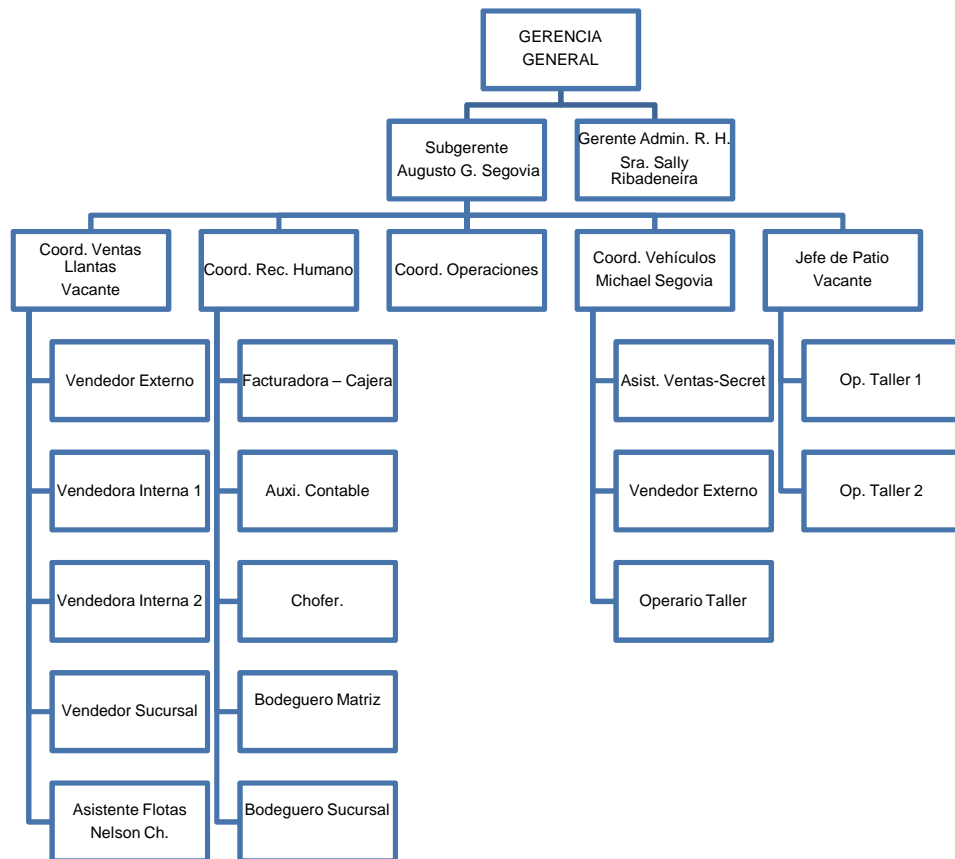 GERENCIA
GENERAL
Subgerente
Augusto G. Segovia
Gerente Admin. R. H.
Sra. Sally
Ribadeneira
Coord. Ventas
Llantas
Vacante
Coord. Rec. Humano
Coord. Operaciones
Coord. Vehículos
Michael Segovia
Jefe de Patio
Vacante
Vendedor Externo
Facturadora – Cajera
Asist. Ventas-Secret
Op. Taller 1
Vendedora Interna 1
Auxi. Contable
Vendedor Externo
Op. Taller 2
Vendedora Interna 2
Chofer.
Operario Taller
Vendedor Sucursal
Bodeguero Matriz
Asistente Flotas
Nelson Ch.
Bodeguero Sucursal